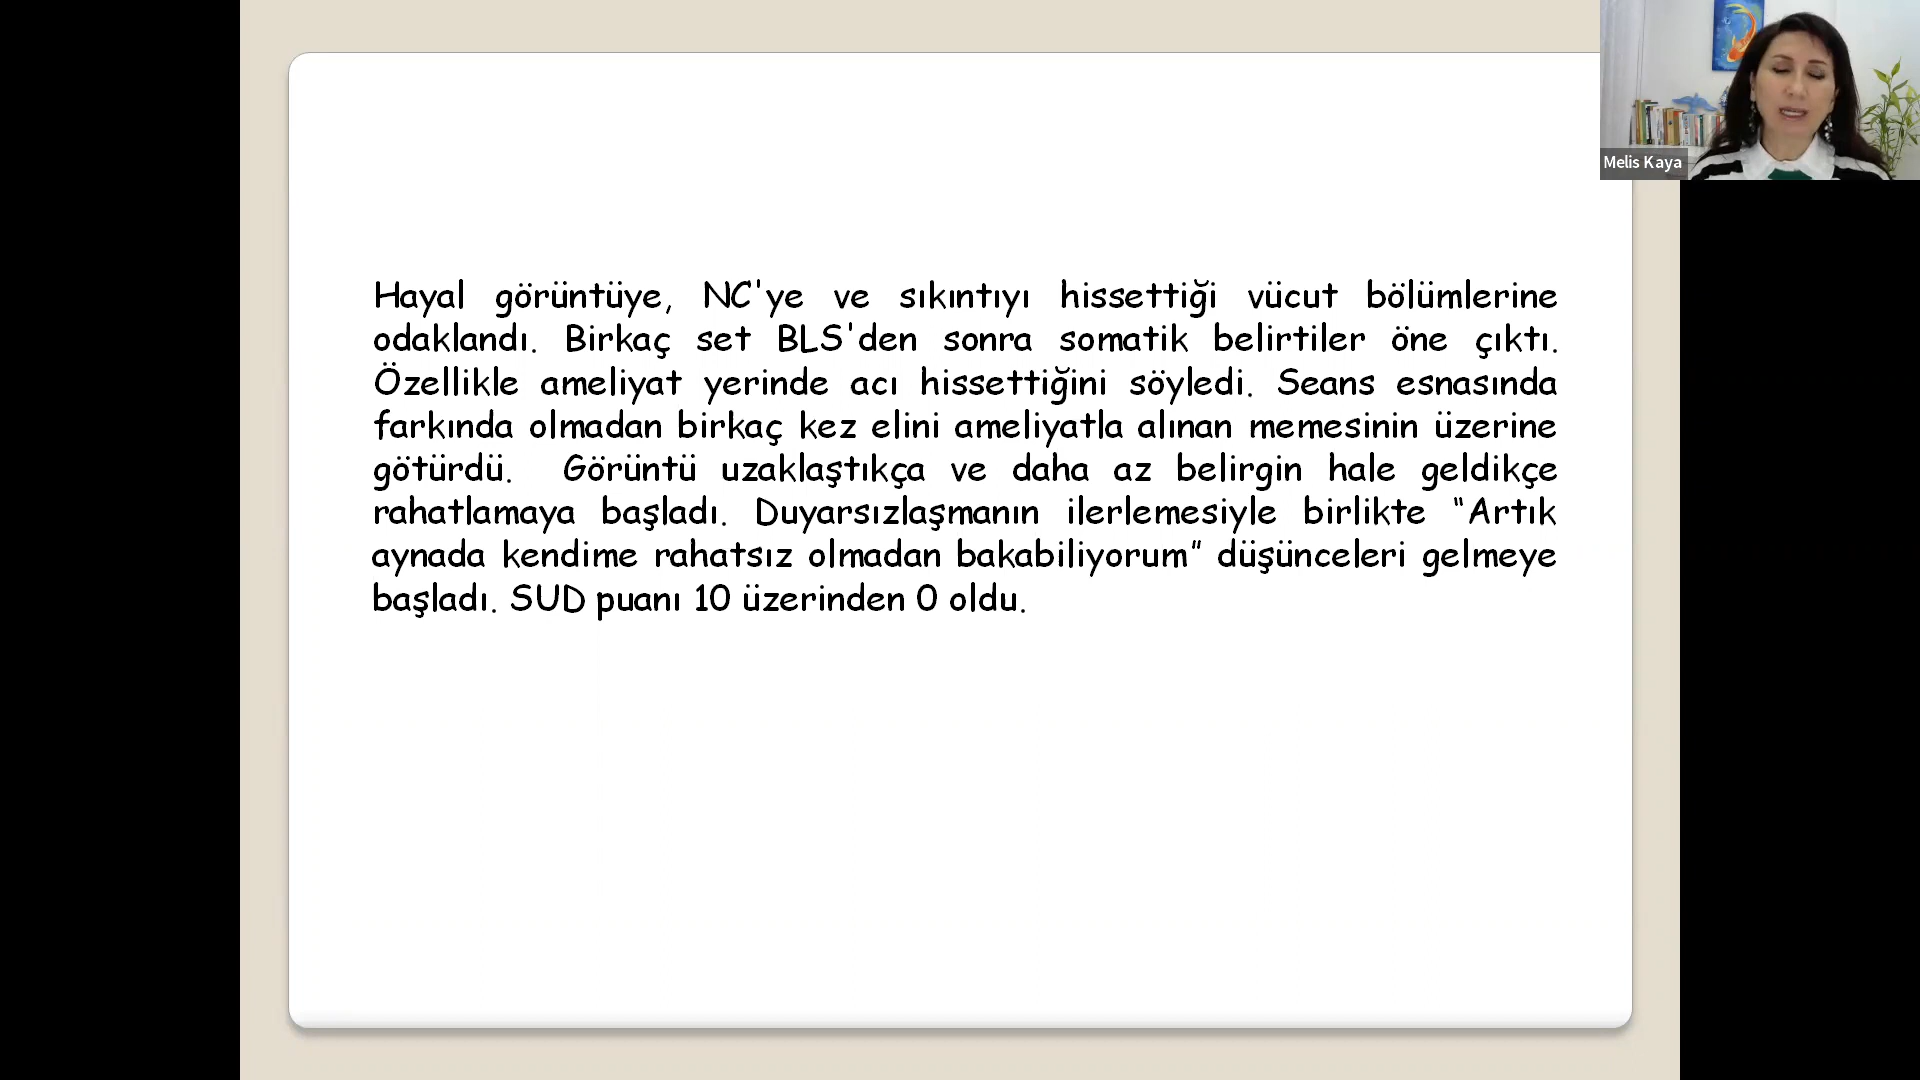 Melis Kaya
Hayal görüntüye, NC'ye ve sıkıntıyı hissettiği vücut bölümlerine
odaklandı. Birkaç set BLS'den sonra somatik belirtiler öne çıktı.
Özellikle ameliyat yerinde acı hissettiğini söyledi. Seans esnasında
farkında olmadan birkaç kez elini ameliyatla alınan memesinin üzerine
götürdü. Görüntü uzaklaştıkça ve daha az belirgin hale geldikçe
rahatlamaya başladı. Duyarsızlaşmanın ilerlemesiyle birlikte “Artık
aynada kendime rahatsız olmadan bakabiliyorum” düşünceleri gelmeye
başladı. SUD puanı 10 üzerinden 0 oldu.